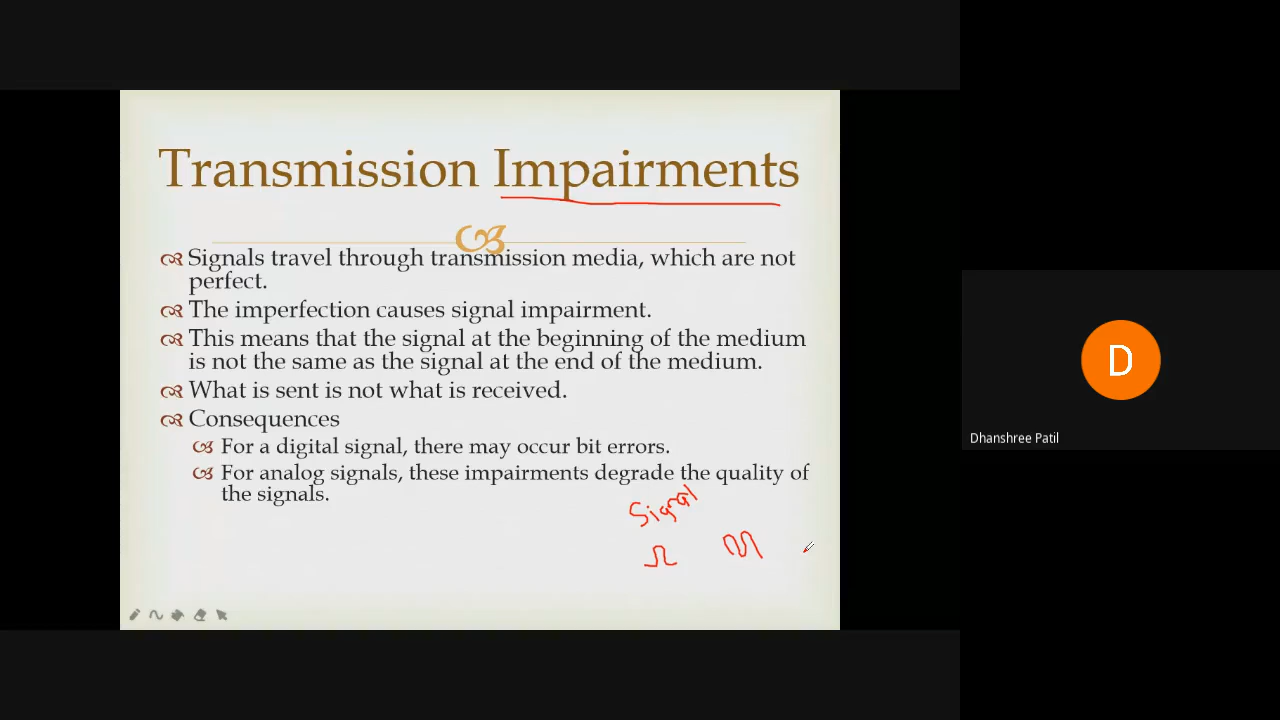 Transmission Impairments
Signals travel through transmission media, which are not
perfect.
The imperfection causes signal impairment.
This means that the signal at the beginning of the medium
is not the same as the signal at the end of the medium.
What is sent is not what is received.
Consequences
For a digital signal, there may occur bit errors.
For analog signals, these impairments degrade the quality of
the signals.
Signal
D
Dhanshree Patil